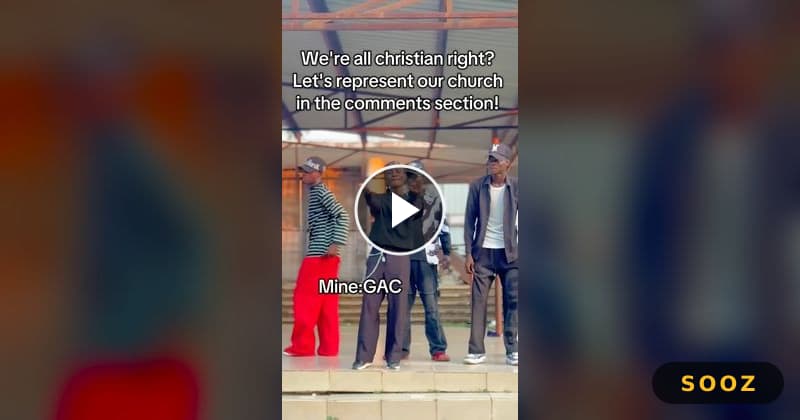 We're all christian right?
Let's represent our church
in the comments section!
Mine:GAC
SOOZ